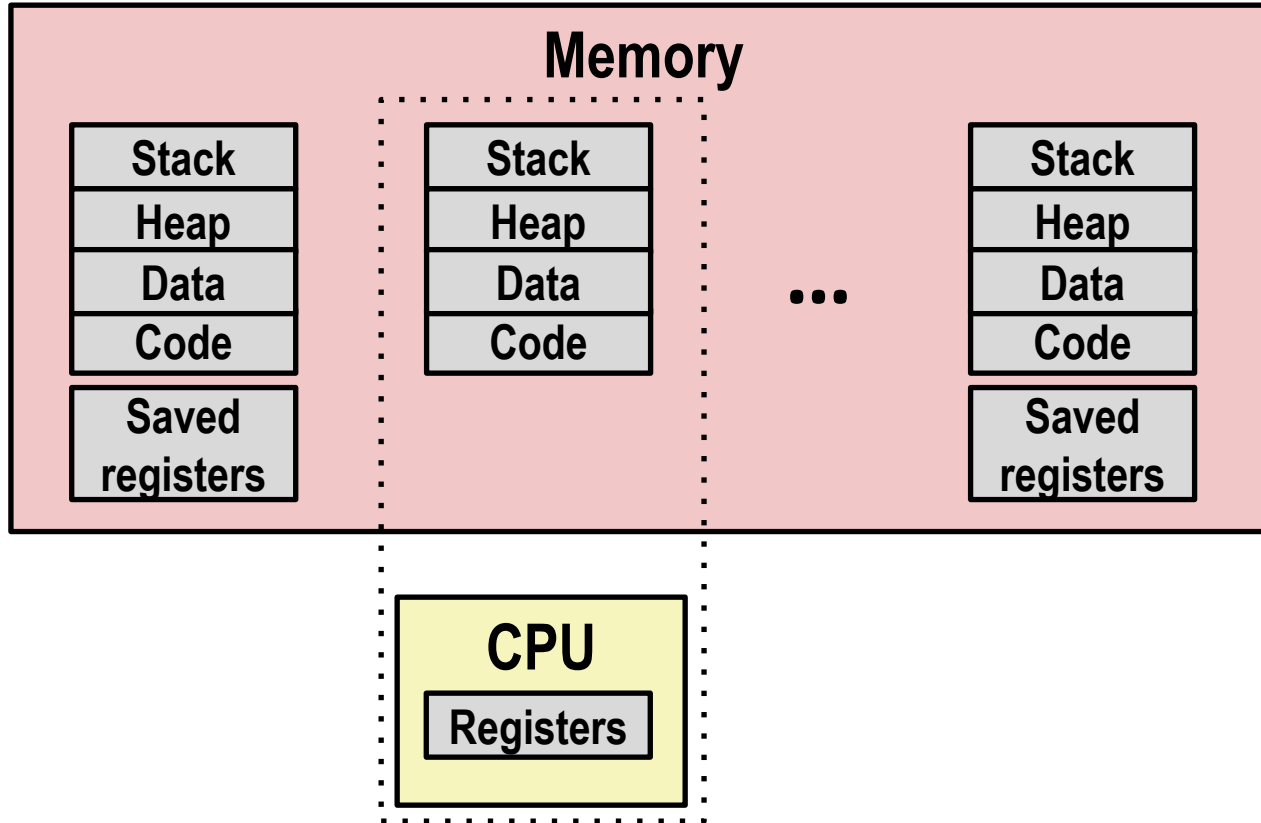 Memory
Stack
Heap
Data
Code
Saved
registers
Stack
Heap
Data
Code
...
Stack
Heap
Data
Code
Saved
registers
CPU
Registers